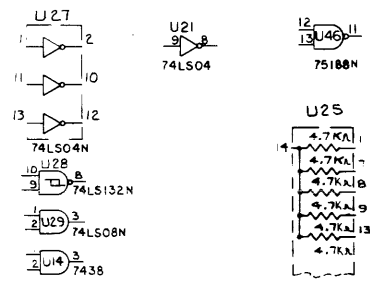 U27
1 2
11 10
13 12
74LS04N
U21
9 8
74LS04
12
13 U46 11
75188N
U28
10
9 8
74LS132N
1
2 U29 3
74LS08N
2 U14 3
7438
U25
14 4.7KΩ 1
4.7KΩ 7
4.7KΩ 8
4.7KΩ 9
4.7KΩ 13
4.7KΩ